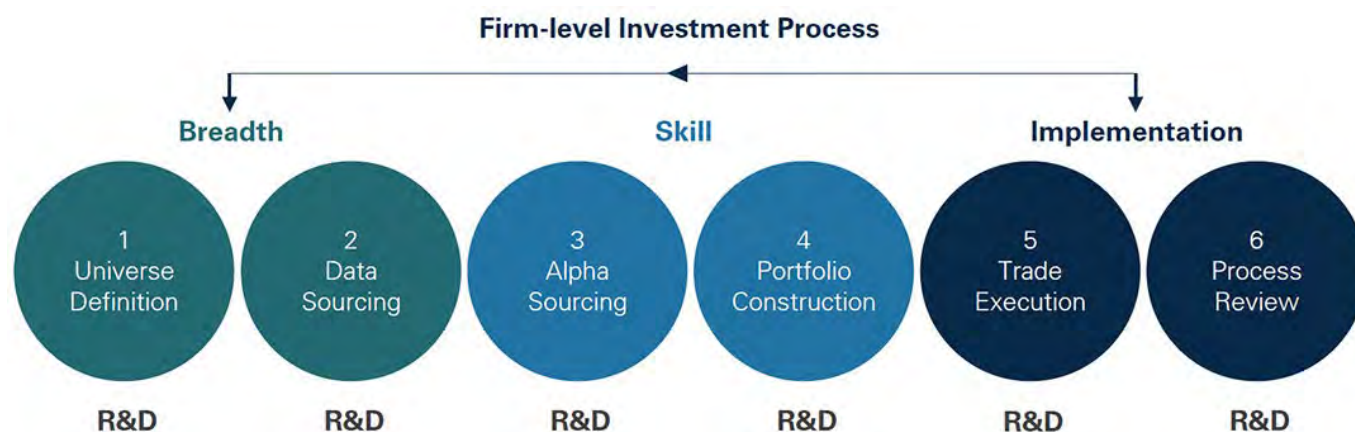 Firm-level Investment Process
Breadth
Skill
Implementation
1
Universe
Definition
2
Data
Sourcing
3
Alpha
Sourcing
4
Portfolio
Construction
5
Trade
Execution
6
Process
Review
R&D
R&D
R&D
R&D
R&D
R&D